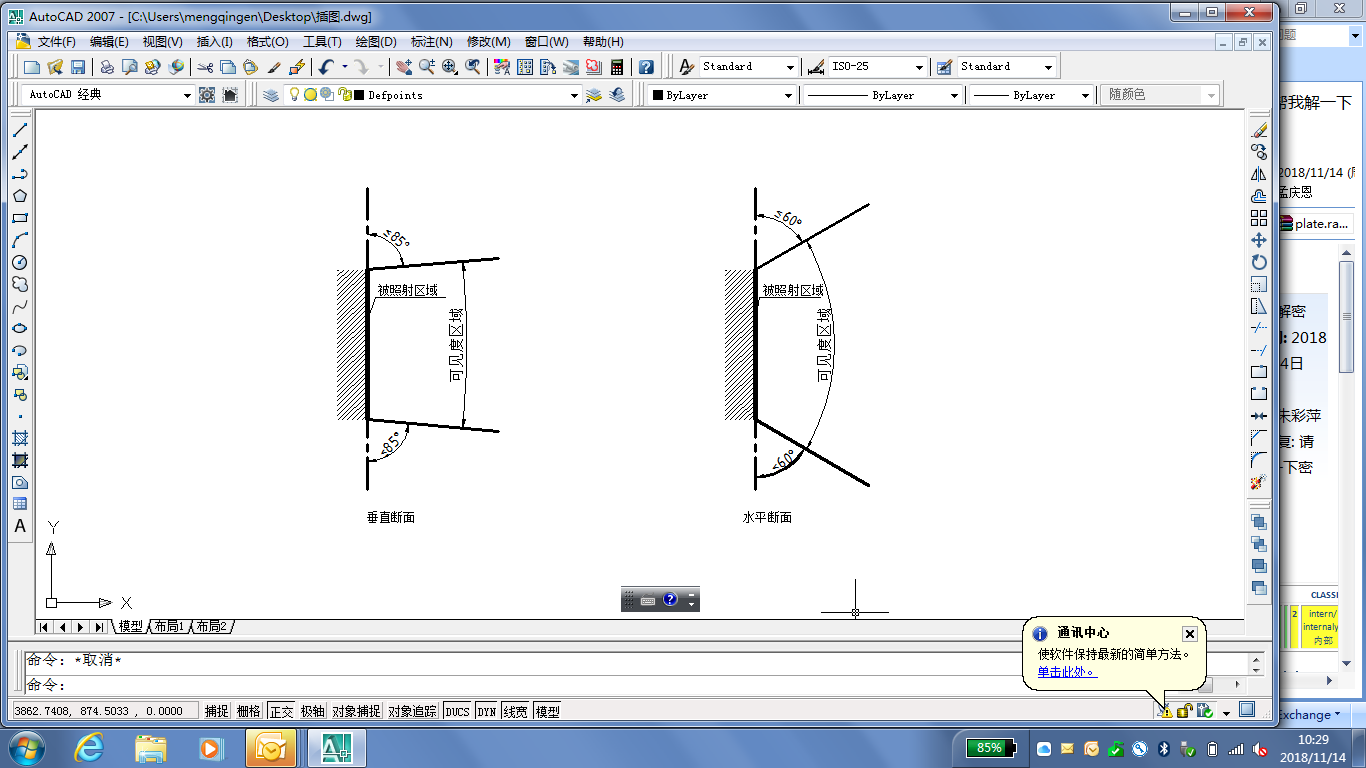 AutoCAD 2007 - [C:\Users\mengqingen\Desktop\插图.dwg]
文件(F) 编辑(E) 视图(V) 插入(I) 格式(O) 工具(T) 绘图(D) 标注(N) 修改(M) 窗口(W) 帮助(H)
Standard ISO-25 Standard
AutoCAD 经典 Defpoints ByLayer ByLayer ByLayer 随颜色
≤85°
被照射区域
可见度区域
≤85°
垂直断面
≤60°
被照射区域
可见度区域
≤60°
水平断面
Y
X
模型 布局1 布局2
命令: *取消*
命令:
3862.7408, 874.5033 , 0.0000 捕捉 栅格 正交 极轴 对象捕捉 对象追踪 DUCS DYN 线宽 模型
通讯中心
使软件保持最新的简单方法。
单击此处。
帮我解一下
2018/11/14
孟庆恩
plate.ra...
解密
2018
4日
朱彩萍
复: 请
一下密
CLASSI
2 intern/
internaly
内部
Exchange
85%
10:29
2018/11/14